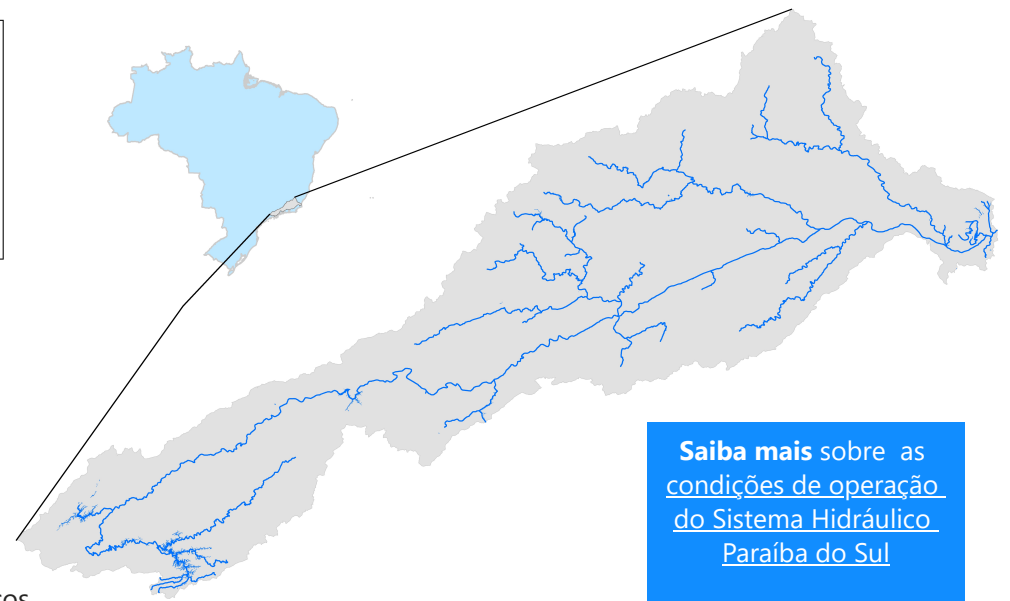 Saiba mais sobre as
condições de operação
do Sistema Hidráulico
Paraíba do Sul